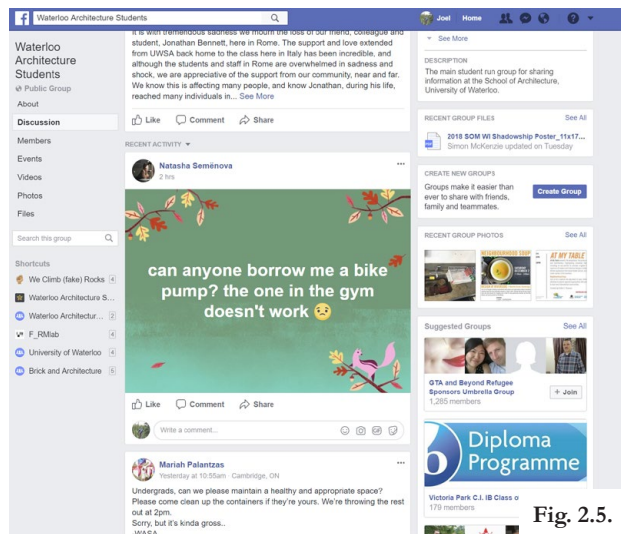 Waterloo Architecture Students
Joel Home
Waterloo
Architecture
Students
Public Group
About
Discussion
Members
Events
Videos
Photos
Files
Search this group
Shortcuts
We Climb (fake) Rocks 4
Waterloo Architecture S...
Waterloo Architectur... 2
F_RMlab 4
University of Waterloo 4
Brick and Architecture 5
It is with tremendous sadness we mourn the loss of our friend, colleague and
student, Jonathan Bennett, here in Rome. The support and love extended
from UWSA back home to the class here in Italy has been incredible, and
although the students and staff in Rome are overwhelmed in sadness and
shock, we are appreciative of the support from our community, near and far.
We know this is affecting many people, and know Jonathan, during his life,
reached many individuals in... See More
Like Comment Share
RECENT ACTIVITY
Natasha Semënova
2 hrs
can anyone borrow me a bike
pump? the one in the gym
doesn't work 😟
Like Comment Share
Write a comment...
Mariah Palantzas
Yesterday at 10:55am · Cambridge, ON
Undergrads, can we please maintain a healthy and appropriate space?
Please come clean up the containers if they're yours. We're throwing the rest
out at 2pm.
Sorry, but it's kinda gross..
-WASA
See More
DESCRIPTION
The main student run group for sharing
information at the School of Architecture,
University of Waterloo.
RECENT GROUP FILES See All
2018 SOM WI Shadowship Poster_11x17...
Simon McKenzie updated on Tuesday
CREATE NEW GROUPS
Groups make it easier than
ever to share with friends,
family and teammates.
Create Group
RECENT GROUP PHOTOS See All
NEIGHBOURHOOD SOUP
AT MY TABLE
Suggested Groups See All
GTA and Beyond Refugee
Sponsors Umbrella Group
1,285 members
+ Join
Diploma
Programme
Victoria Park C.I. IB Class o
179 members
Fig. 2.5.